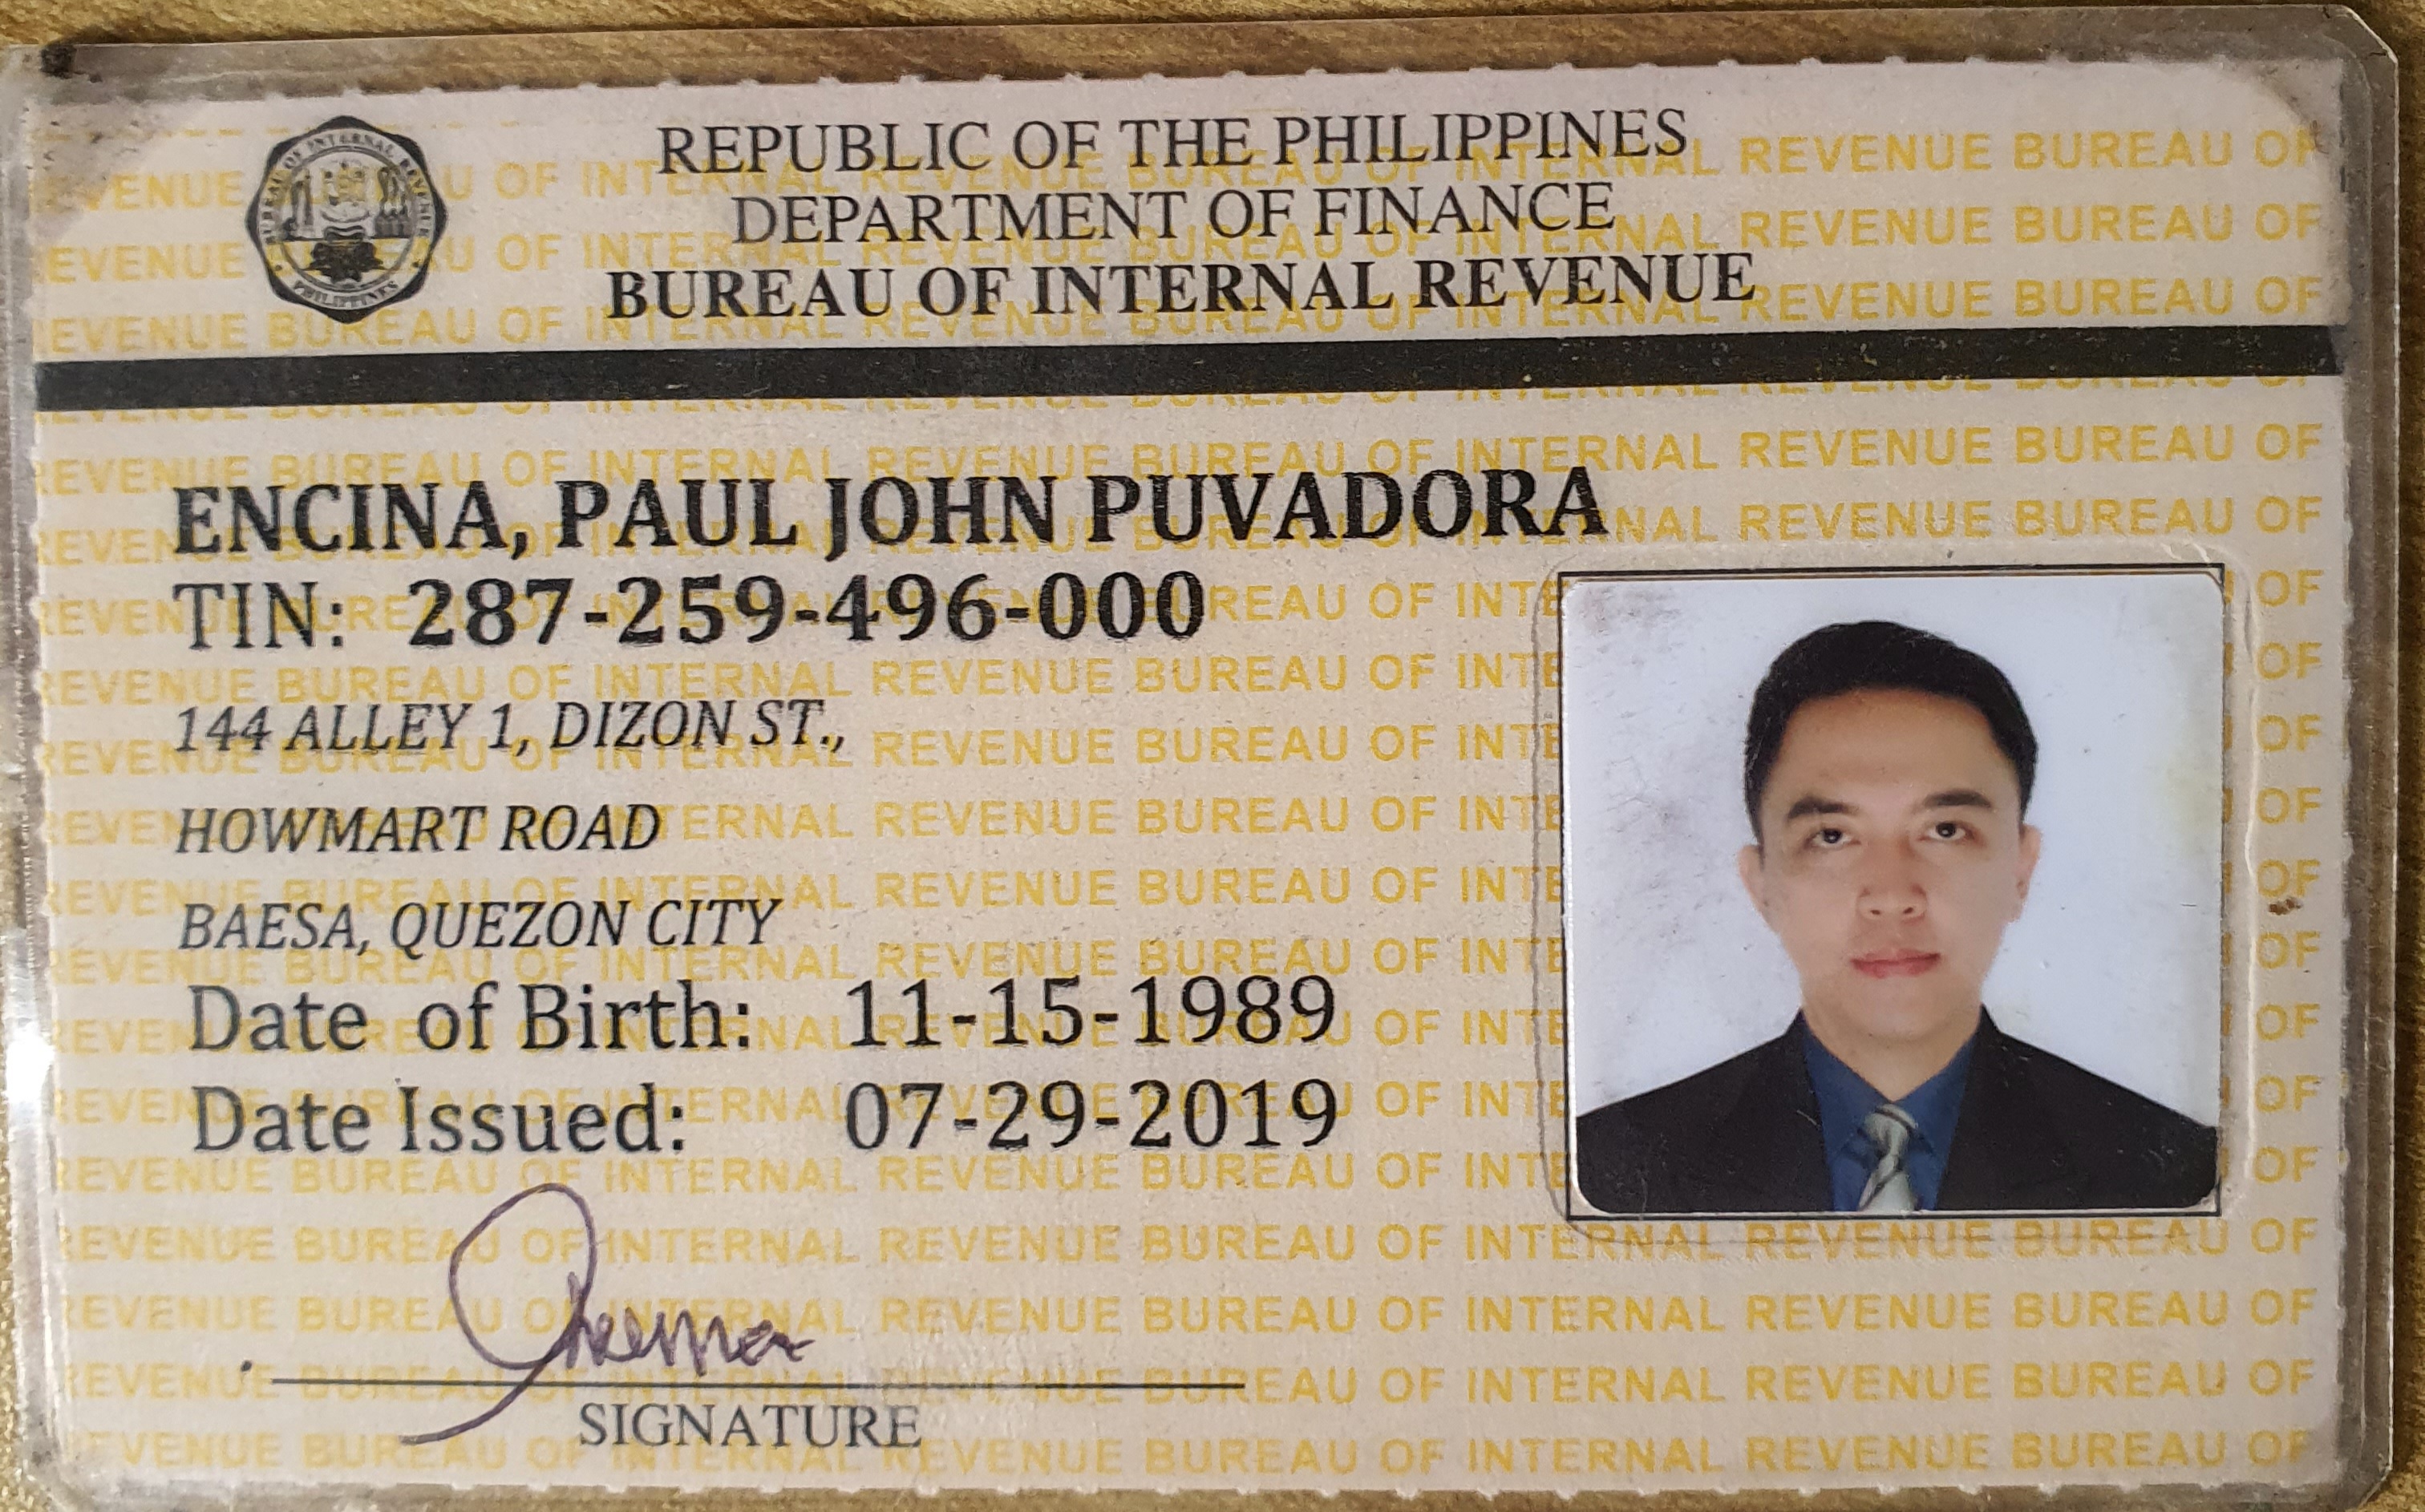 REPUBLIC OF THE PHILIPPINES
DEPARTMENT OF FINANCE
BUREAU OF INTERNAL REVENUE
BUREAU OF INTERNAL REVENUE
PHILIPPINES
ENCINA, PAUL JOHN PUVADORA
TIN: 287-259-496-000
144 ALLEY 1, DIZON ST.,
HOWMART ROAD
BAESA, QUEZON CITY
Date of Birth: 11-15-1989
Date Issued: 07-29-2019
SIGNATURE